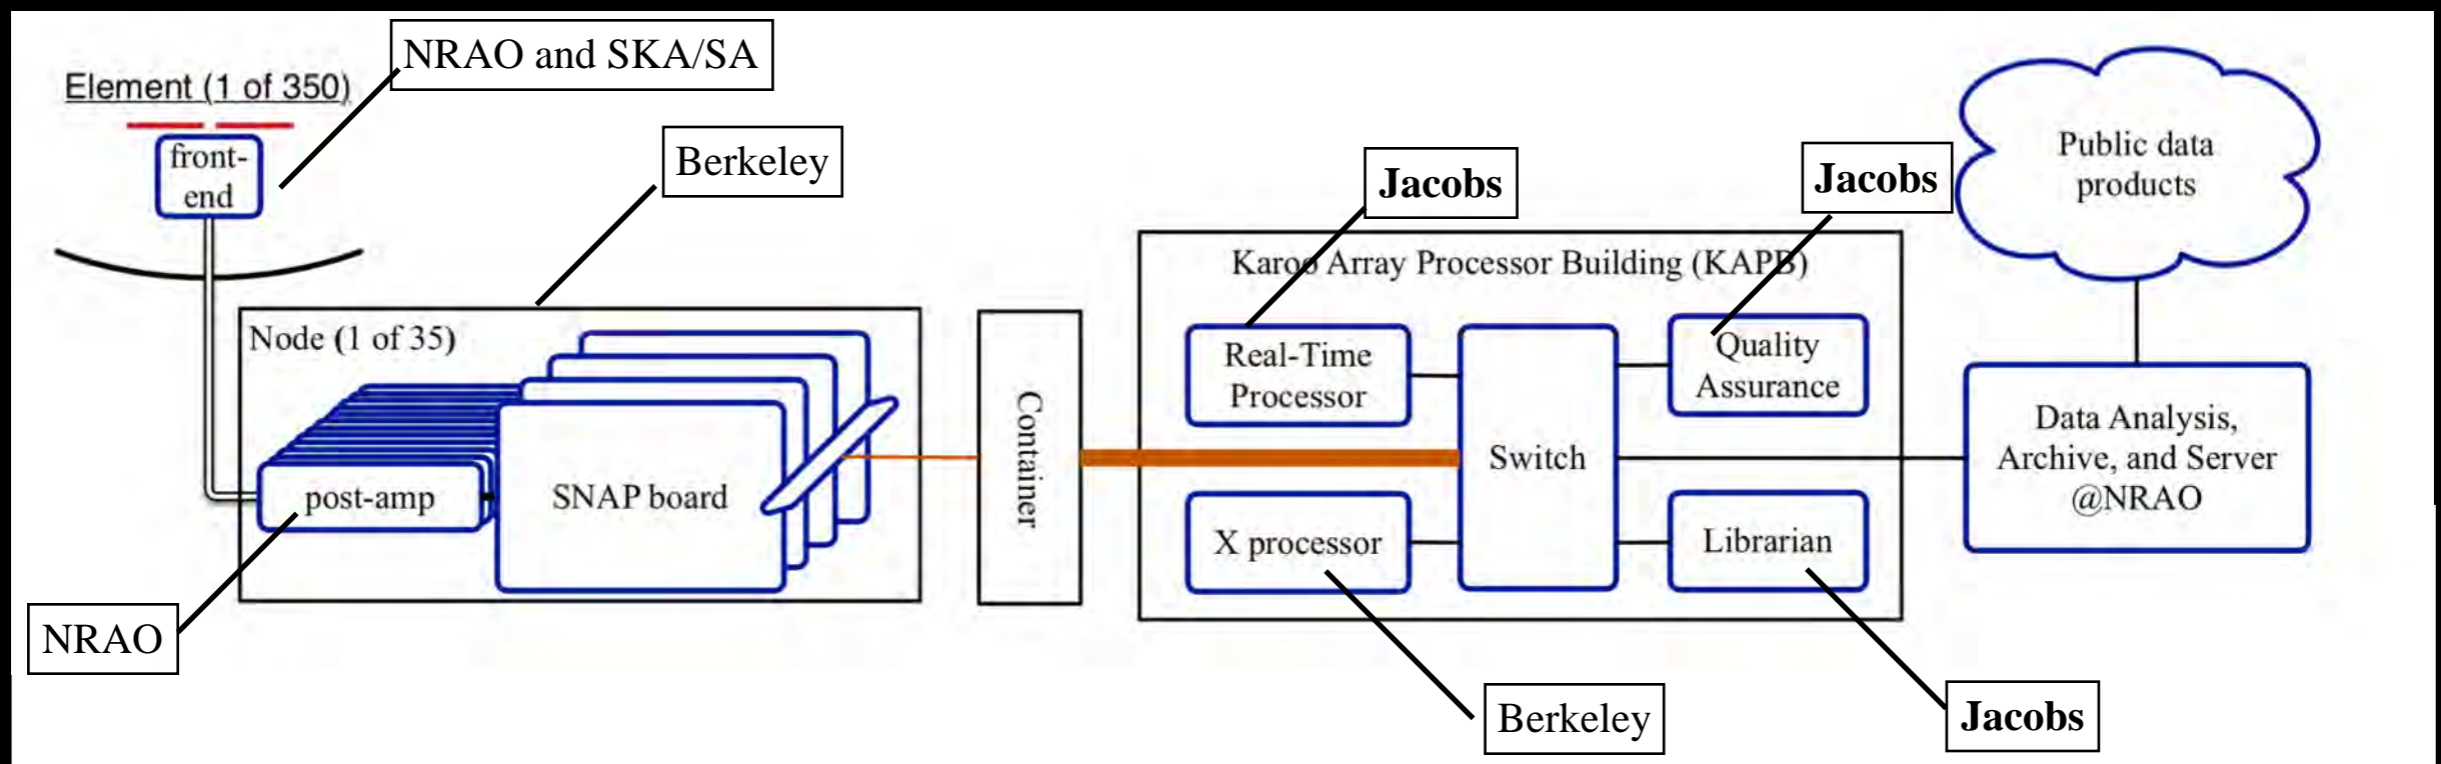 NRAO and SKA/SA
Element (1 of 350)
front-
end
Berkeley
Jacobs
Jacobs
Public data
products
Karoo Array Processor Building (KAPB)
Node (1 of 35)
post-amp
SNAP board
Container
Real-Time
Processor
Switch
Quality
Assurance
X processor
Librarian
Data Analysis,
Archive, and Server
@NRAO
NRAO
Berkeley
Jacobs